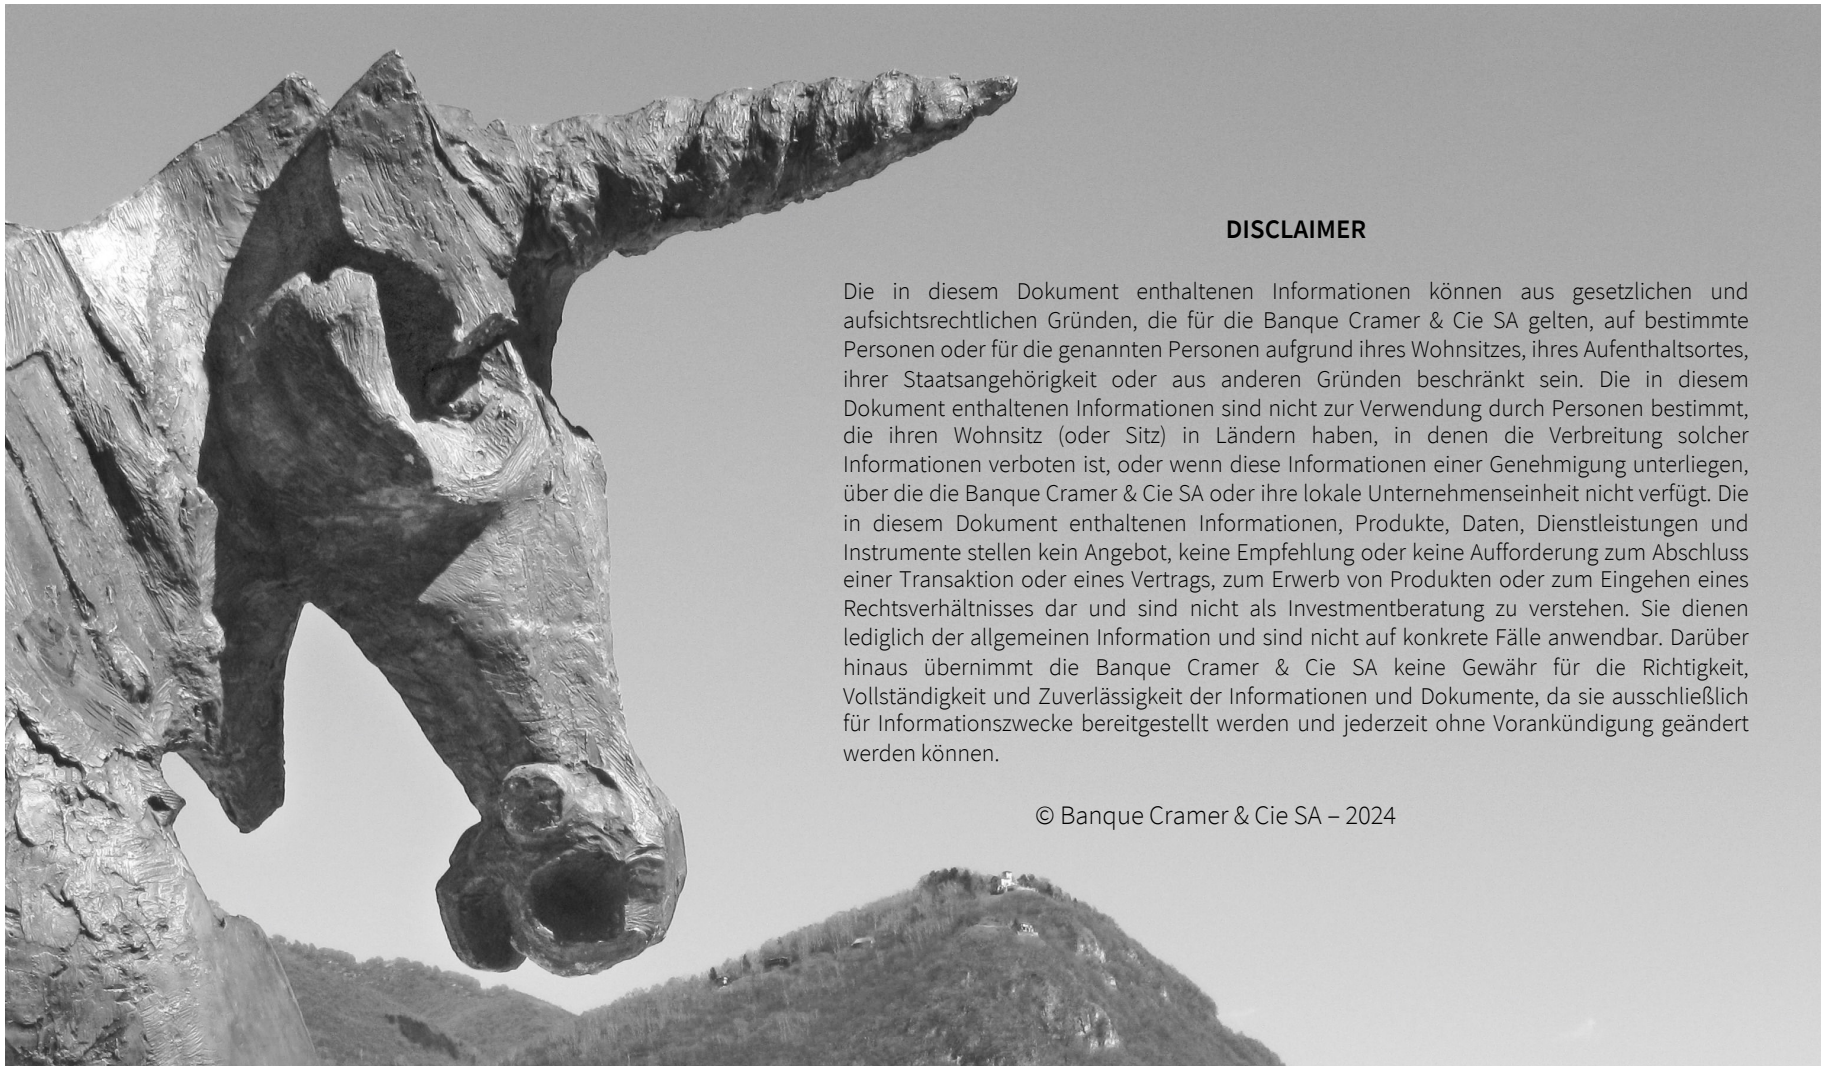 DISCLAIMER
Die in diesem Dokument enthaltenen Informationen können aus gesetzlichen und
aufsichtsrechtlichen Gründen, die für die Banque Cramer & Cie SA gelten, auf bestimmte
Personen oder für die genannten Personen aufgrund ihres Wohnsitzes, ihres Aufenthaltsortes,
ihrer Staatsangehörigkeit oder aus anderen Gründen beschränkt sein. Die in diesem
Dokument enthaltenen Informationen sind nicht zur Verwendung durch Personen bestimmt,
die ihren Wohnsitz (oder Sitz) in Ländern haben, in denen die Verbreitung solcher
Informationen verboten ist, oder wenn diese Informationen einer Genehmigung unterliegen,
über die die Banque Cramer & Cie SA oder ihre lokale Unternehmenseinheit nicht verfügt. Die
in diesem Dokument enthaltenen Informationen, Produkte, Daten, Dienstleistungen und
Instrumente stellen kein Angebot, keine Empfehlung oder keine Aufforderung zum Abschluss
einer Transaktion oder eines Vertrags, zum Erwerb von Produkten oder zum Eingehen eines
Rechtsverhältnisses dar und sind nicht als Investmentberatung zu verstehen. Sie dienen
lediglich der allgemeinen Information und sind nicht auf konkrete Fälle anwendbar. Darüber
hinaus übernimmt die Banque Cramer & Cie SA keine Gewähr für die Richtigkeit,
Vollständigkeit und Zuverlässigkeit der Informationen und Dokumente, da sie ausschließlich
für Informationszwecke bereitgestellt werden und jederzeit ohne Vorankündigung geändert
werden können.
© Banque Cramer & Cie SA – 2024